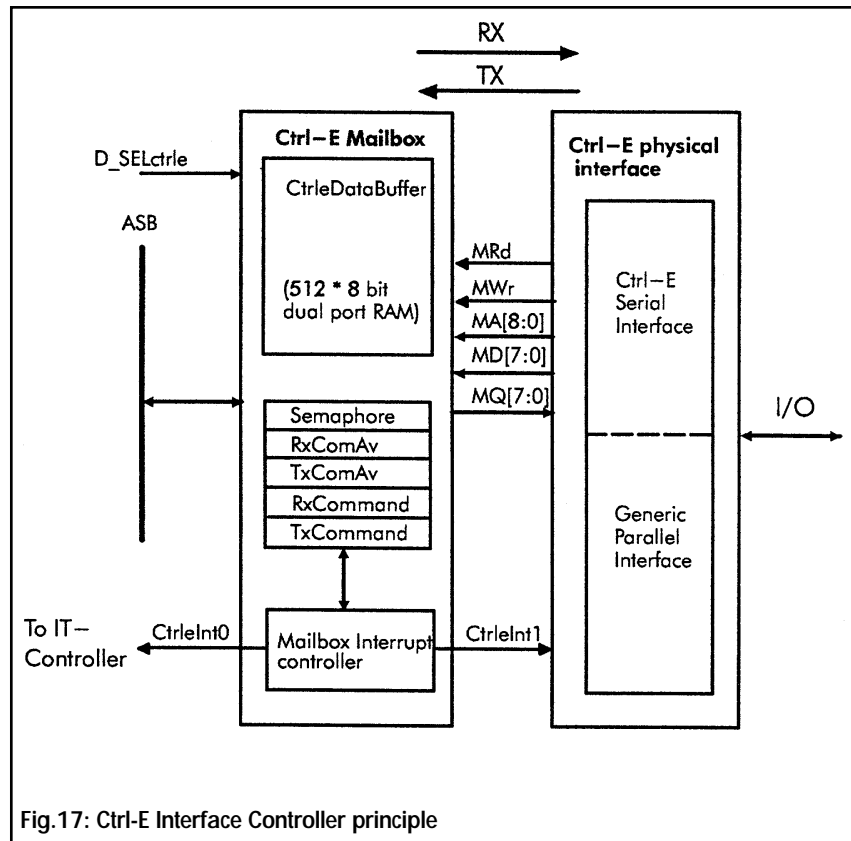 RX
TX
Ctrl–E Mailbox
D_SELctrle
CtrleDataBuffer
(512 * 8 bit
dual port RAM)
ASB
Semaphore
RxComAv
TxComAv
RxCommand
TxCommand
To IT–
Controller
CtrleInt0
Mailbox Interrupt
controller
CtrleInt1
MRd
MWr
MA[8:0]
MD[7:0]
MQ[7:0]
Ctrl–E physical
interface
Ctrl–E
Serial
Interface
Generic
Parallel
Interface
I/O
Fig.17: Ctrl-E Interface Controller principle